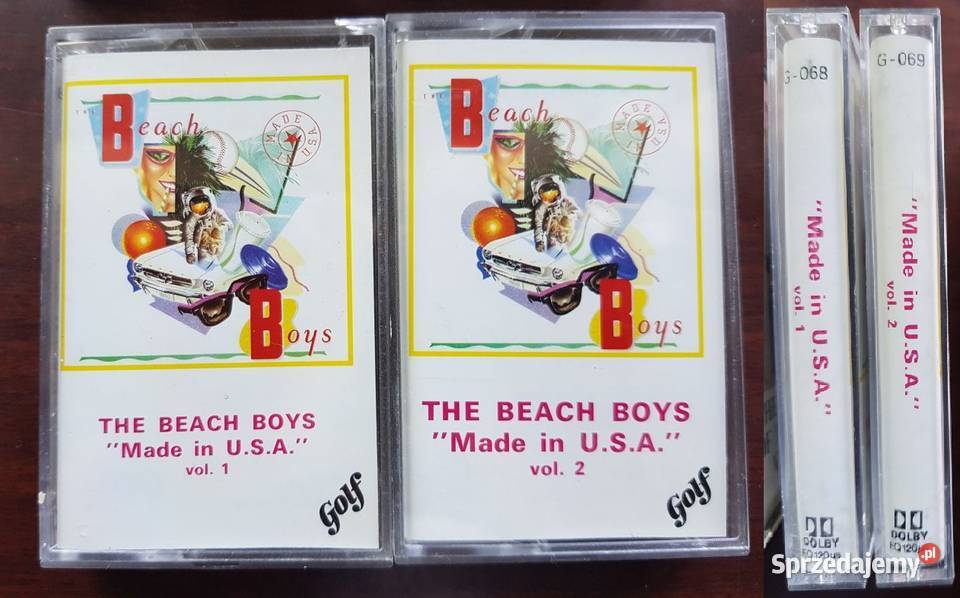 THE
Beach
MADE
USA
Boys
THE BEACH BOYS
"Made in U.S.A."
vol. 1
Golf
THE
Beach
MADE
USA
Boys
THE BEACH BOYS
"Made in U.S.A."
vol. 2
Golf
G-068
"Made in U.S.A."
vol. 1
DOLBY
EQ120µs
G-069
"Made in U.S.A."
vol. 2
DOLBY
EQ120
Sprzedajemy.pl